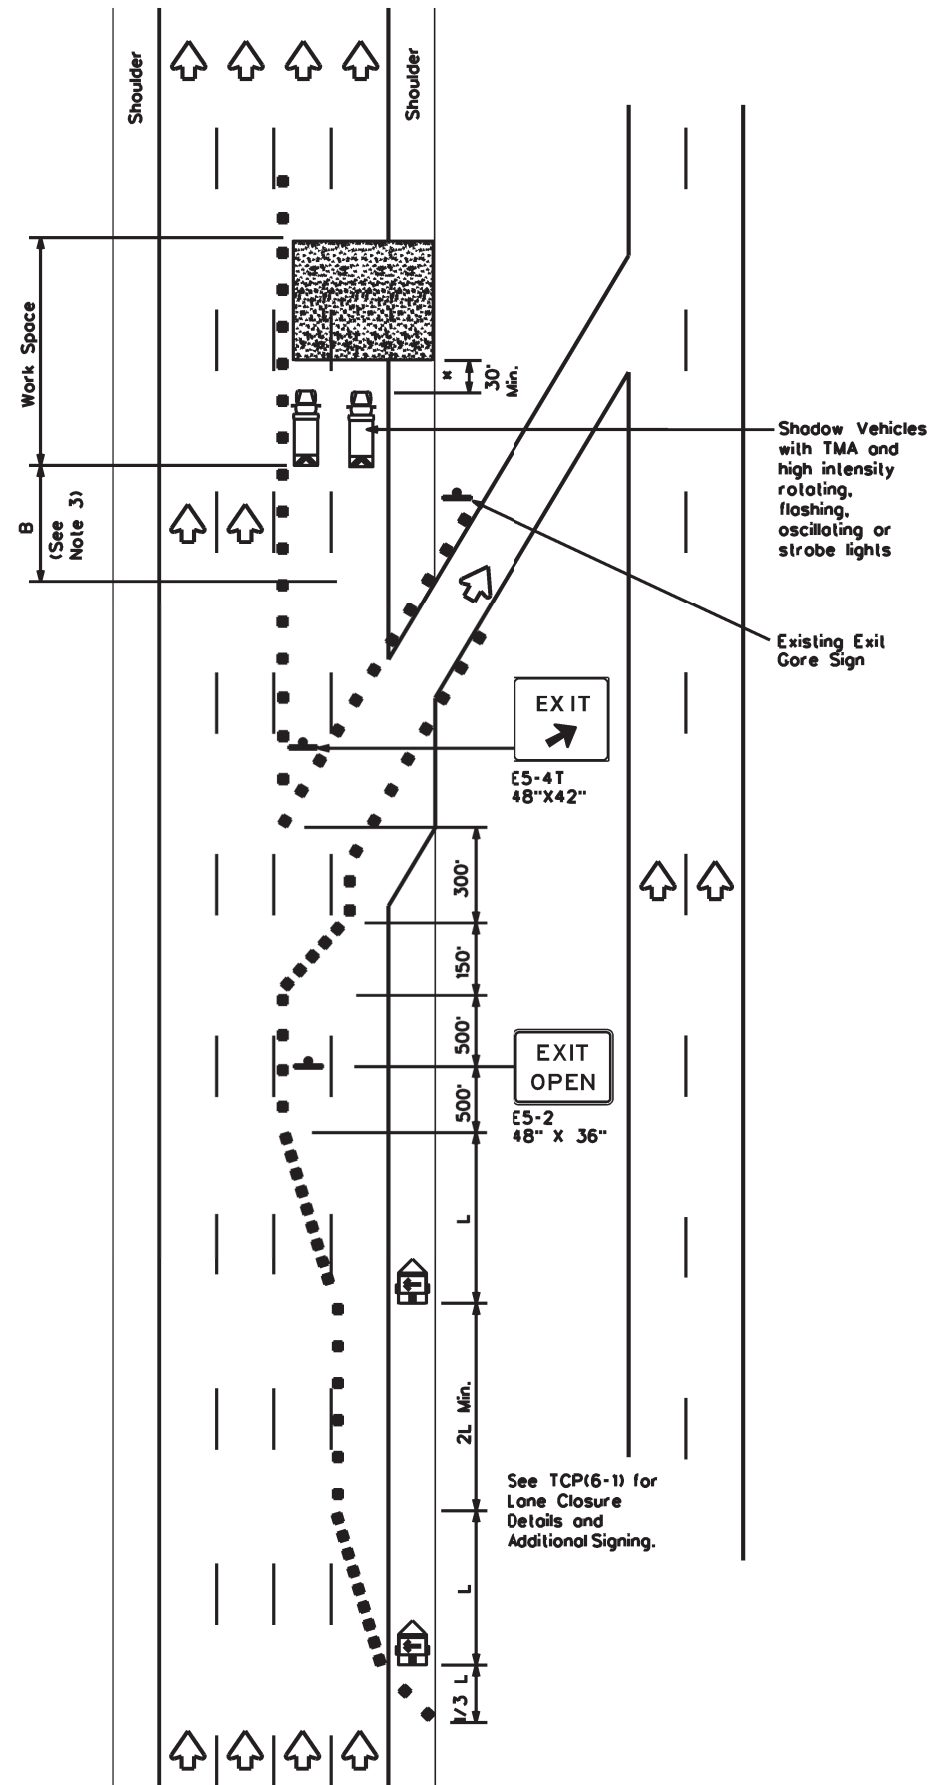 Shoulder
Shoulder
Work Space
x
30'
Min.
Shadow Vehicles
with TMA and
high intensity
rotating,
flashing,
oscillating or
strobe lights
B
(See
Note 3)
Existing Exit
Gore Sign
EXIT
E5-4T
48"X42"
300'
150'
500'
EXIT
OPEN
500'
E5-2
48" X 36"
L
2L Min.
See TCP(6-1) for
Lane Closure
Details and
Additional Signing.
L
1/3 L